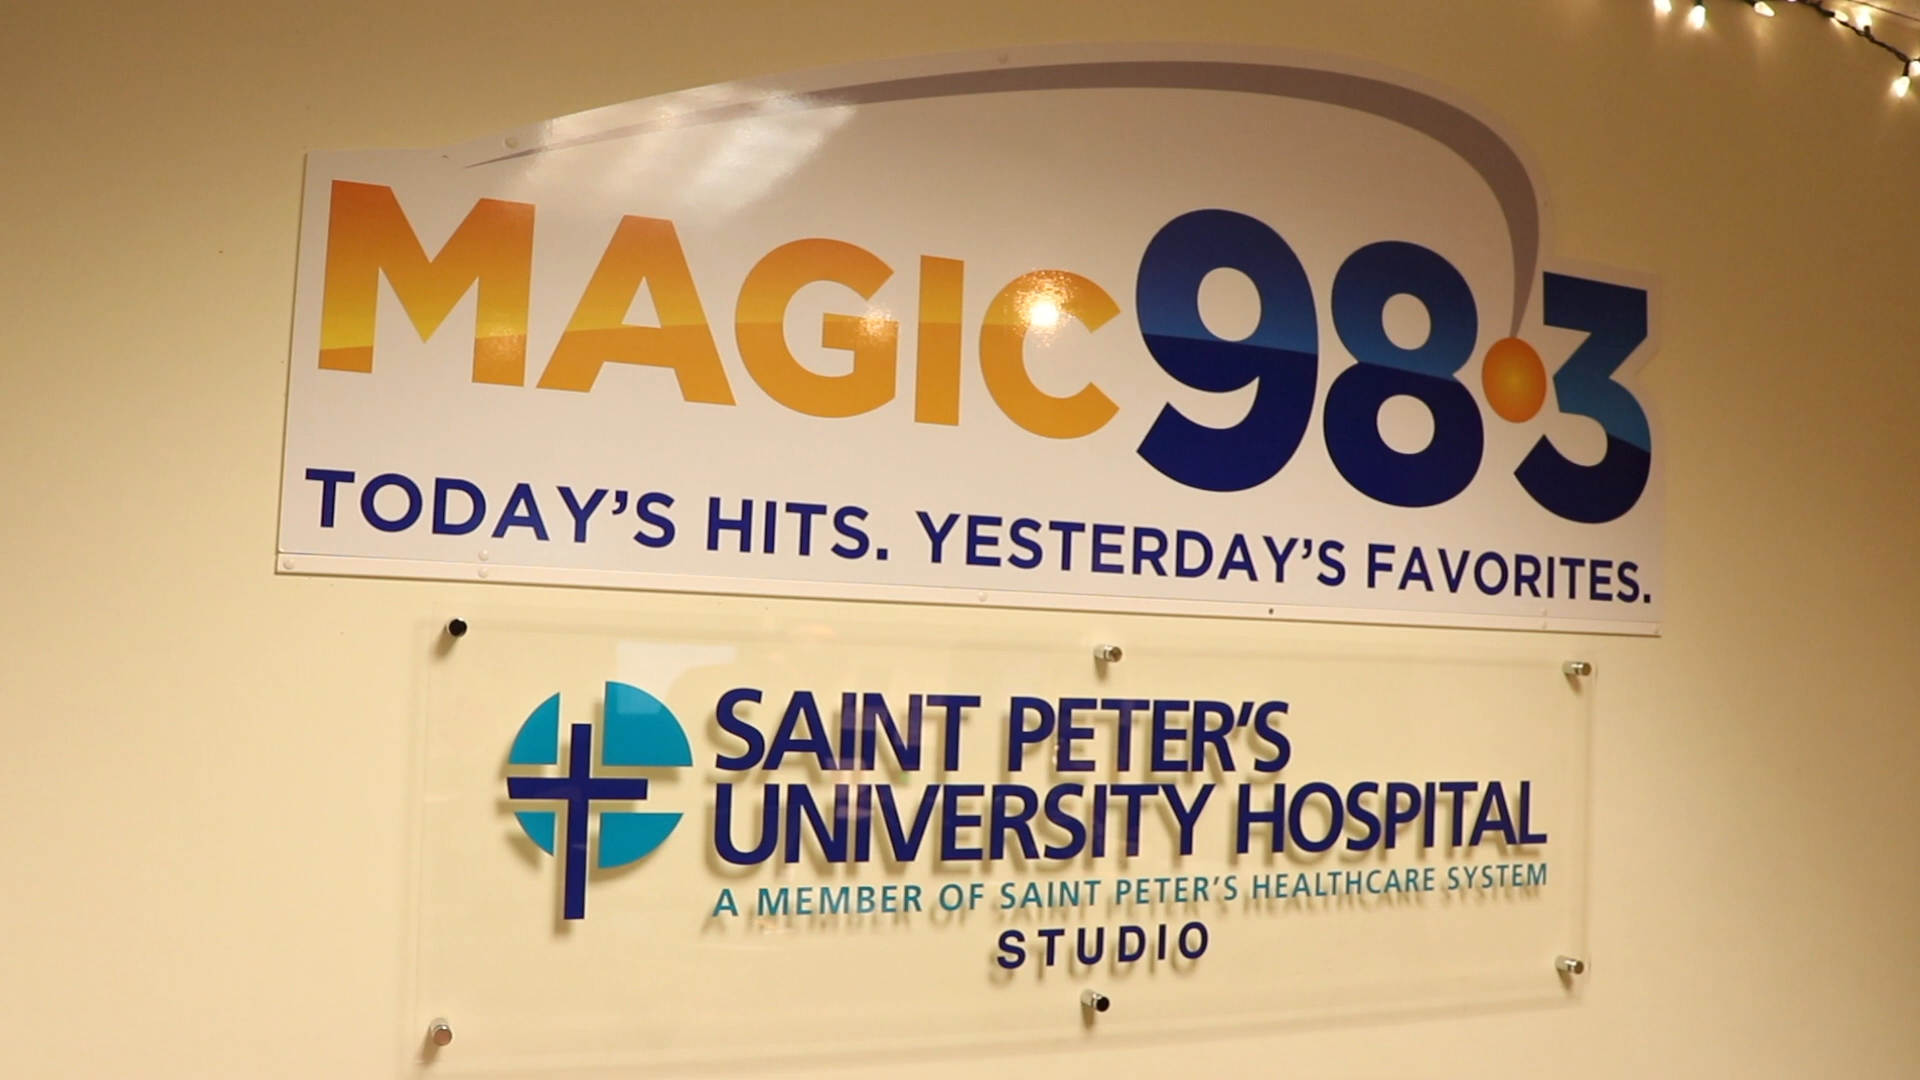 MAGIC 98.3
TODAY'S HITS. YESTERDAY'S FAVORITES.
SAINT PETER'S
UNIVERSITY HOSPITAL
A MEMBER OF SAINT PETER'S HEALTHCARE SYSTEM
STUDIO